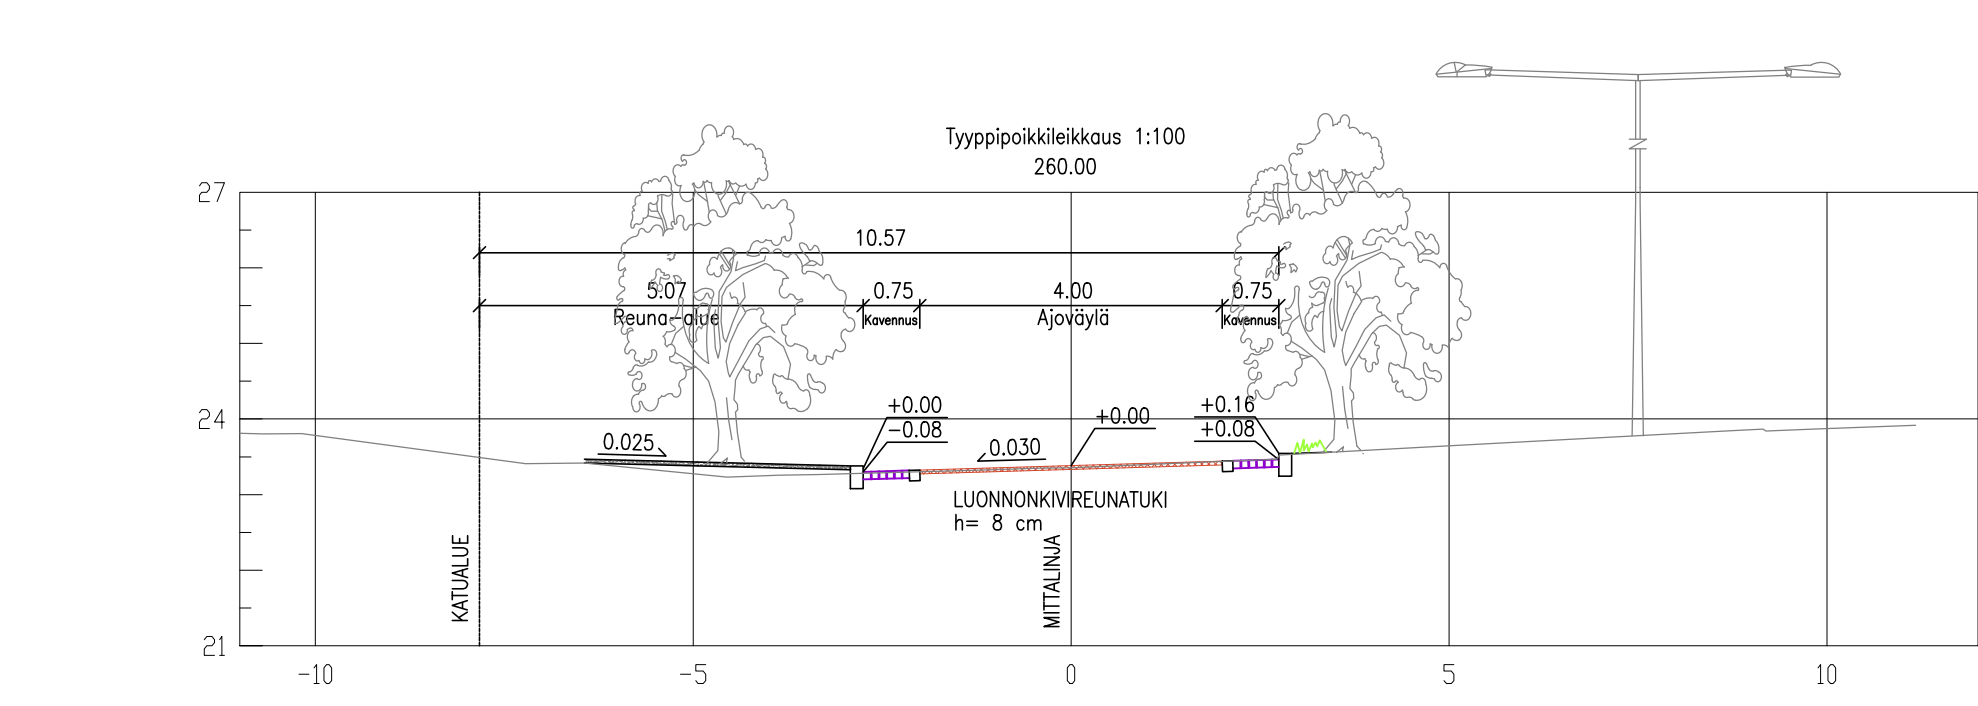 Tyyppipoikkileikkaus 1:100
260.00
27
10.57
5.07 0.75 4.00 0.75
Reuna-alue Kavennus Ajoväylä Kavennus
24
+0.00 +0.00 +0.16
-0.08 +0.08
0.025 0.030
LUONNONKIVIREUNATUKI
h= 8 cm
KATUALUE
MITTALINJA
21
-10 -5 0 5 10